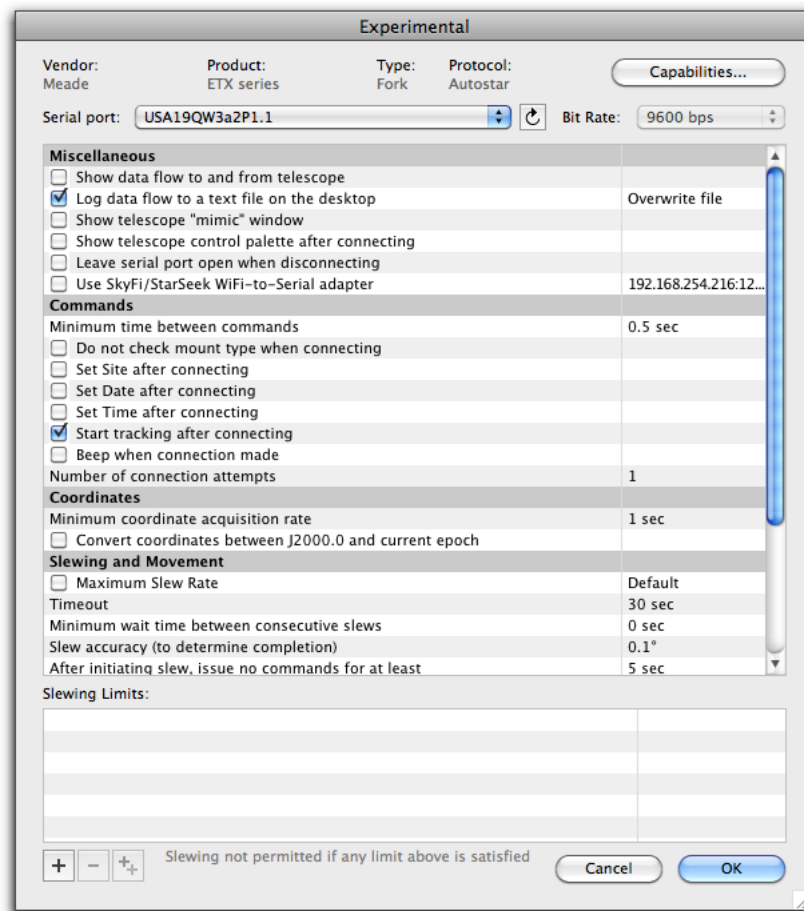 Experimental
Vendor: Product: Type: Protocol:
Meade ETX series Fork Autostar
Capabilities...
Serial port: USA19QW3a2P1.1 Bit Rate: 9600 bps
Miscellaneous
Show data flow to and from telescope
Log data flow to a text file on the desktop Overwrite file
Show telescope "mimic" window
Show telescope control palette after connecting
Leave serial port open when disconnecting
Use SkyFi/StarSeek WiFi-to-Serial adapter 192.168.254.216:12...
Commands
Minimum time between commands 0.5 sec
Do not check mount type when connecting
Set Site after connecting
Set Date after connecting
Set Time after connecting
Start tracking after connecting
Beep when connection made
Number of connection attempts 1
Coordinates
Minimum coordinate acquisition rate 1 sec
Convert coordinates between J2000.0 and current epoch
Slewing and Movement
Maximum Slew Rate Default
Timeout 30 sec
Minimum wait time between consecutive slews 0 sec
Slew accuracy (to determine completion) 0.1°
After initiating slew, issue no commands for at least 5 sec
Slewing Limits:
Slewing not permitted if any limit above is satisfied
Cancel OK